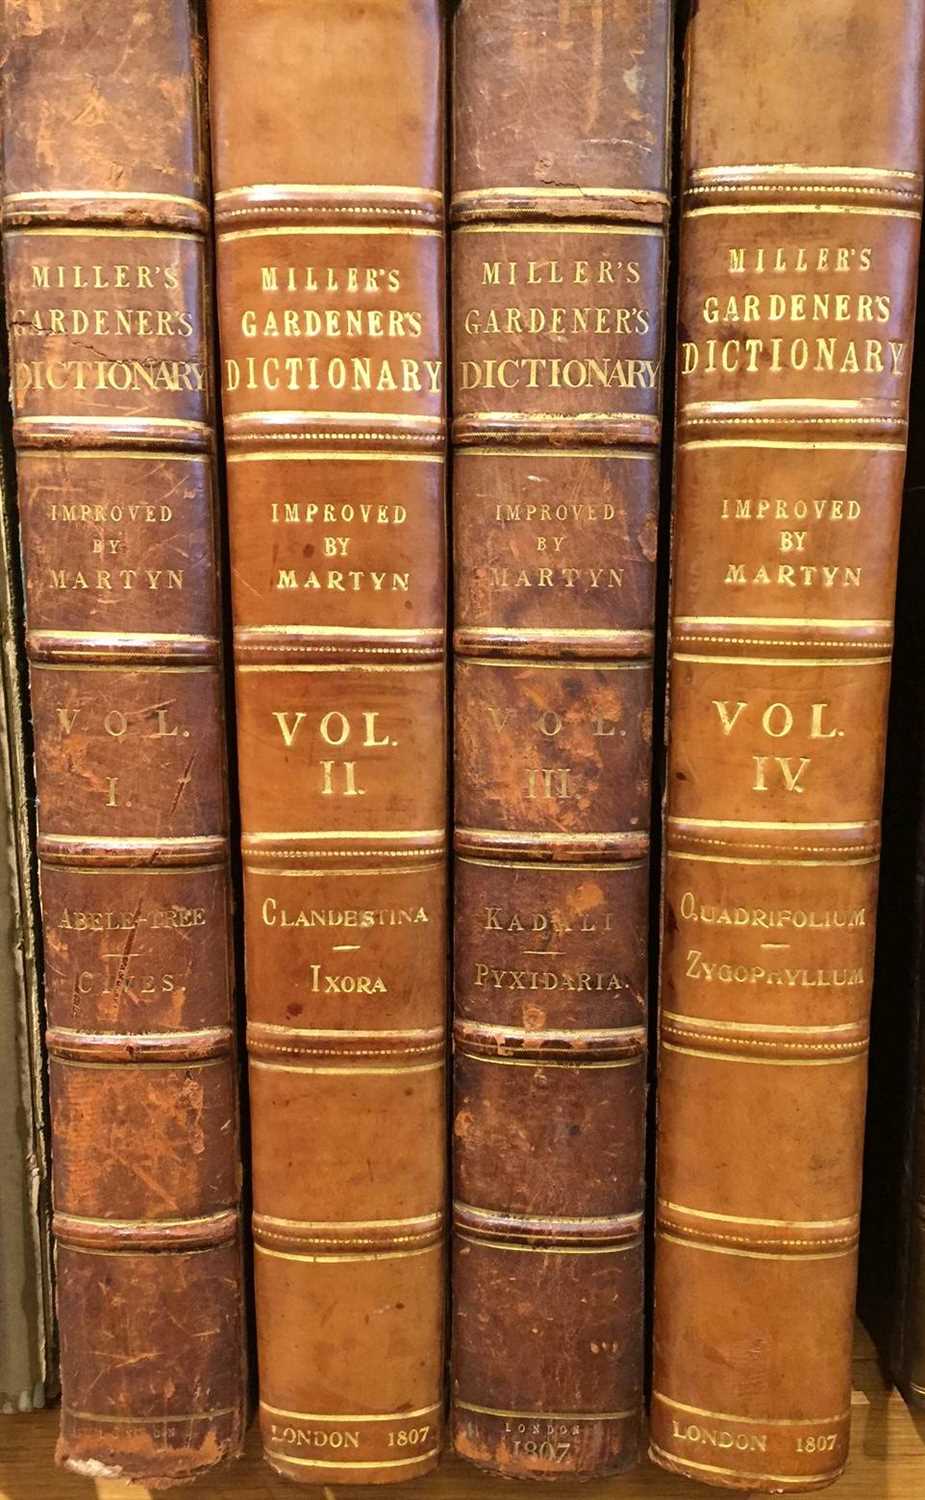 MILLER'S
GARDENER'S
DICTIONARY
IMPROVED
BY
MARTYN
VOL.
I.
ABELE-TREE
CIVES.
MILLER'S
GARDENER'S
DICTIONARY
IMPROVED
BY
MARTYN
VOL.
II.
CLANDESTINA
IXORA
LONDON 1807
MILLER'S
GARDENER'S
DICTIONARY
IMPROVED
BY
MARTYN
VOL.
III.
KADALI
PYXIDARIA.
LONDON
1807
MILLER'S
GARDENER'S
DICTIONARY
IMPROVED
BY
MARTYN
VOL.
IV.
QUADRIFOLIUM
ZYGOPHYLLUM
LONDON 1807